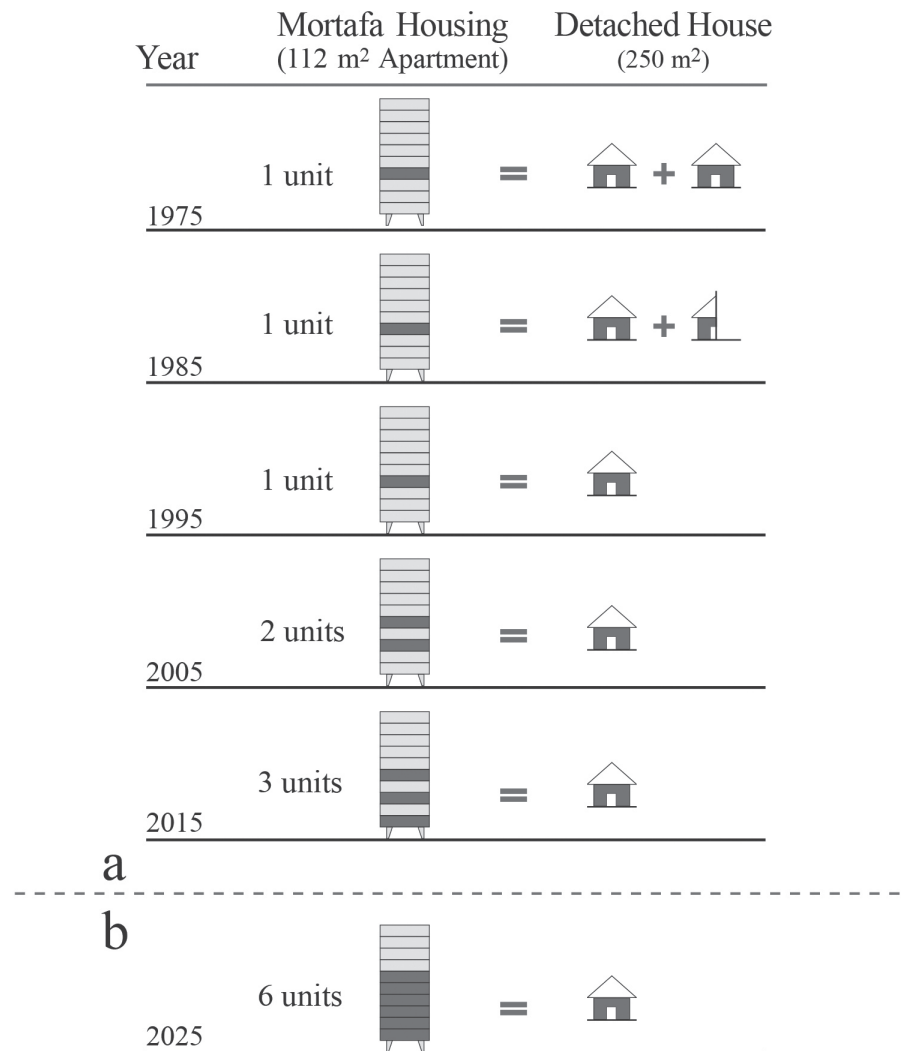 Year Mortafa Housing Detached House
(112 m² Apartment) (250 m²)
1 unit = +
1975
1 unit = +
1985
1 unit =
1995
2 units =
2005
3 units =
2015
a
b
6 units =
2025